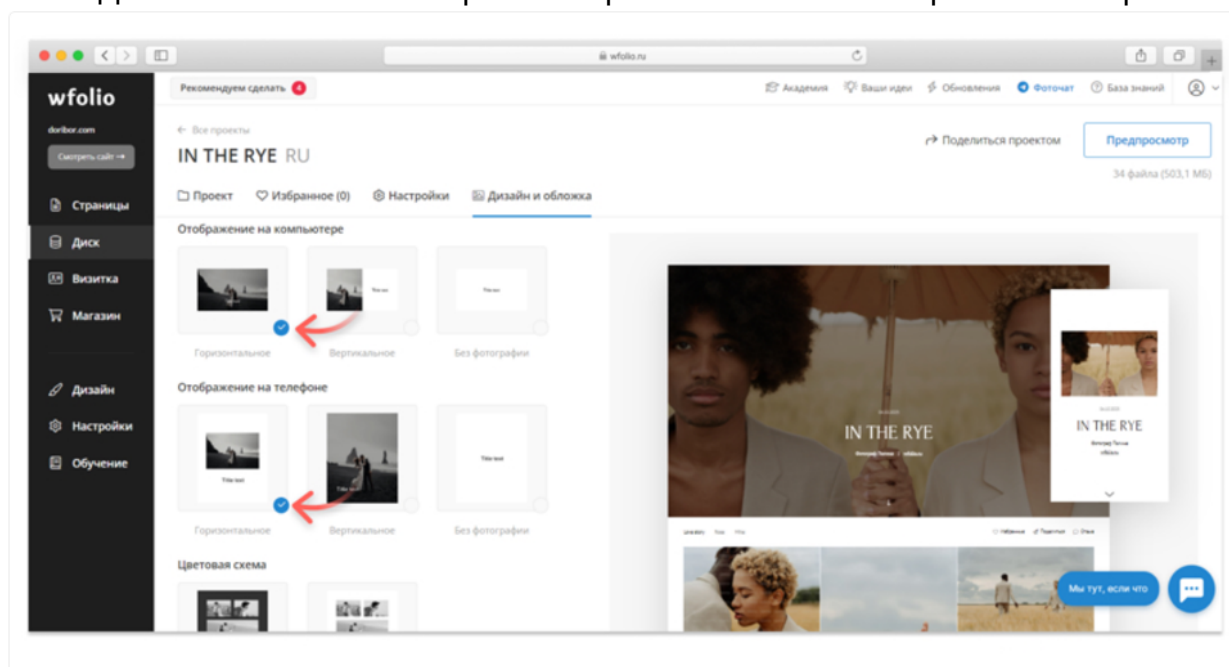 wfolio.ru
wfolio
Рекомендуем сделать 4
Академия Ваши идеи Обновления Фоточат База знаний
doribor.com
Смотреть сайт →
← Все проекты
IN THE RYE RU
Поделиться проектом
Предпросмотр
34 файла (503,1 МБ)
Проект Избранное (0) Настройки Дизайн и обложка
Страницы
Диск
Визитка
Магазин
Дизайн
Настройки
Обучение
Отображение на компьютере
Горизонтальное Вертикальное Без фотографии
Отображение на телефоне
Title text
Горизонтальное Вертикальное Без фотографии
Цветовая схема
IN THE RYE
IN THE RYE
Мы тут, если что